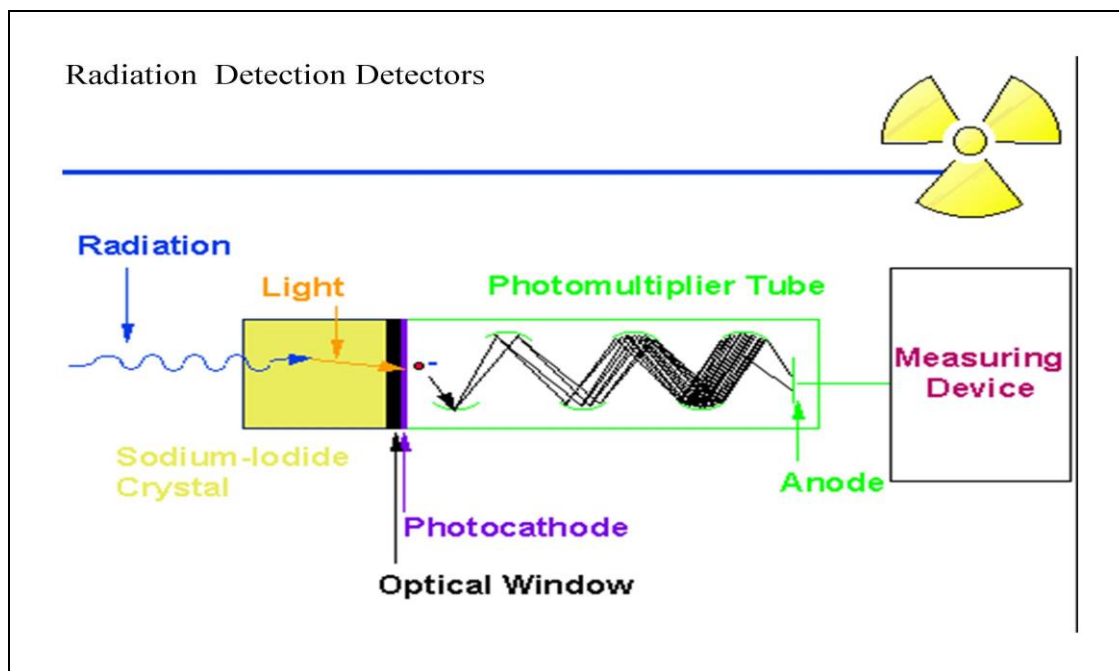 Radiation  Detection Detectors
Radiation
Light
Photomultiplier Tube
Measuring
Device
Sodium-Iodide
Crystal
Anode
Photocathode
Optical Window